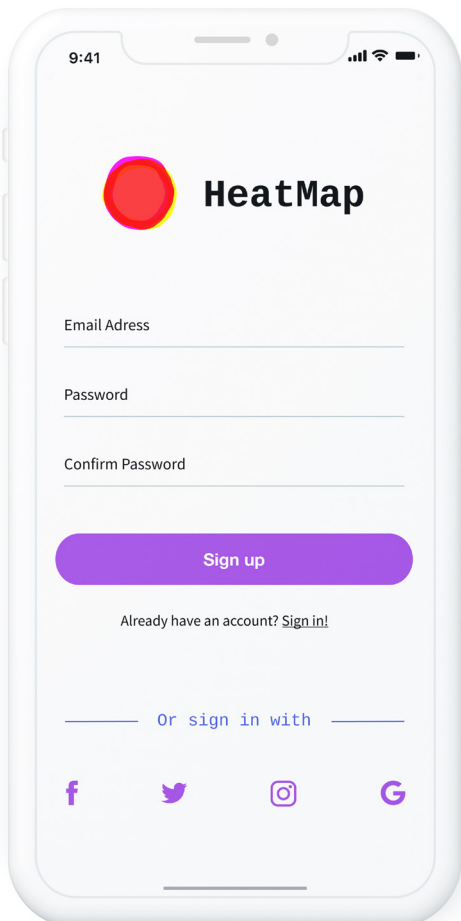 9:41
HeatMap
Email Adress
Password
Confirm Password
Sign up
Already have an account? Sign in!
Or sign in with